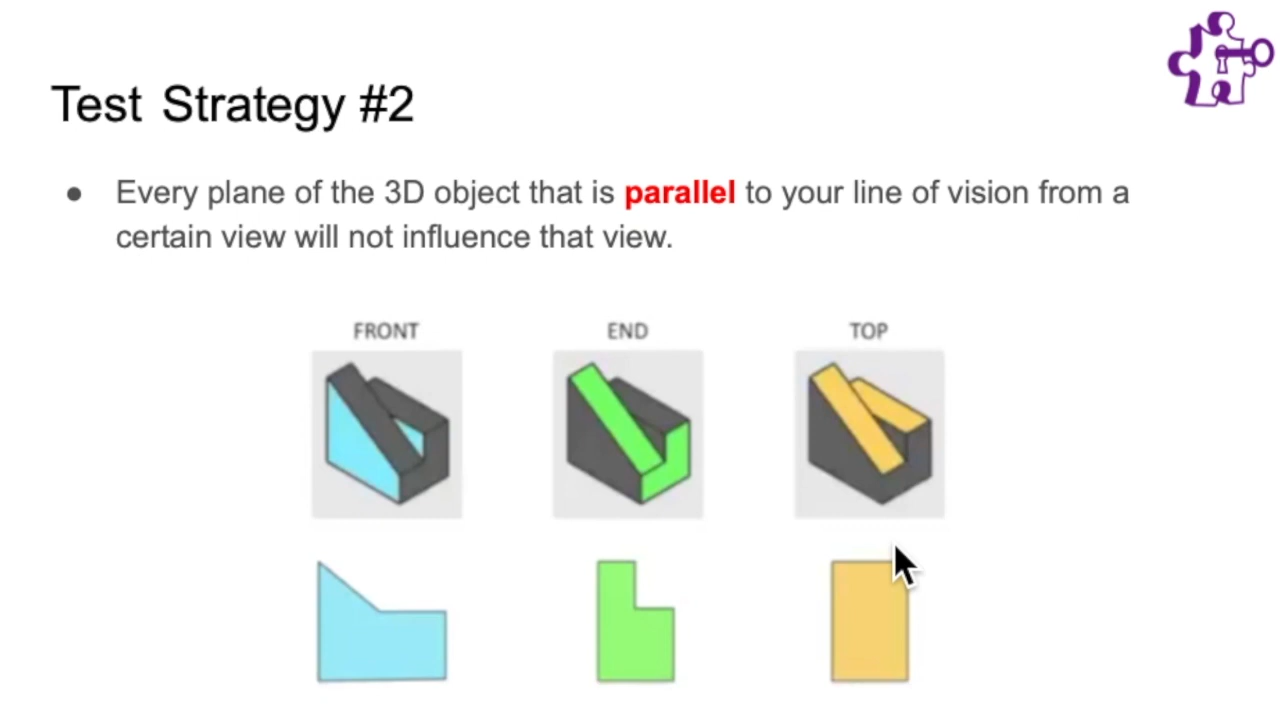 Test Strategy #2
● Every plane of the 3D object that is parallel to your line of vision from a
certain view will not influence that view.
FRONT END TOP